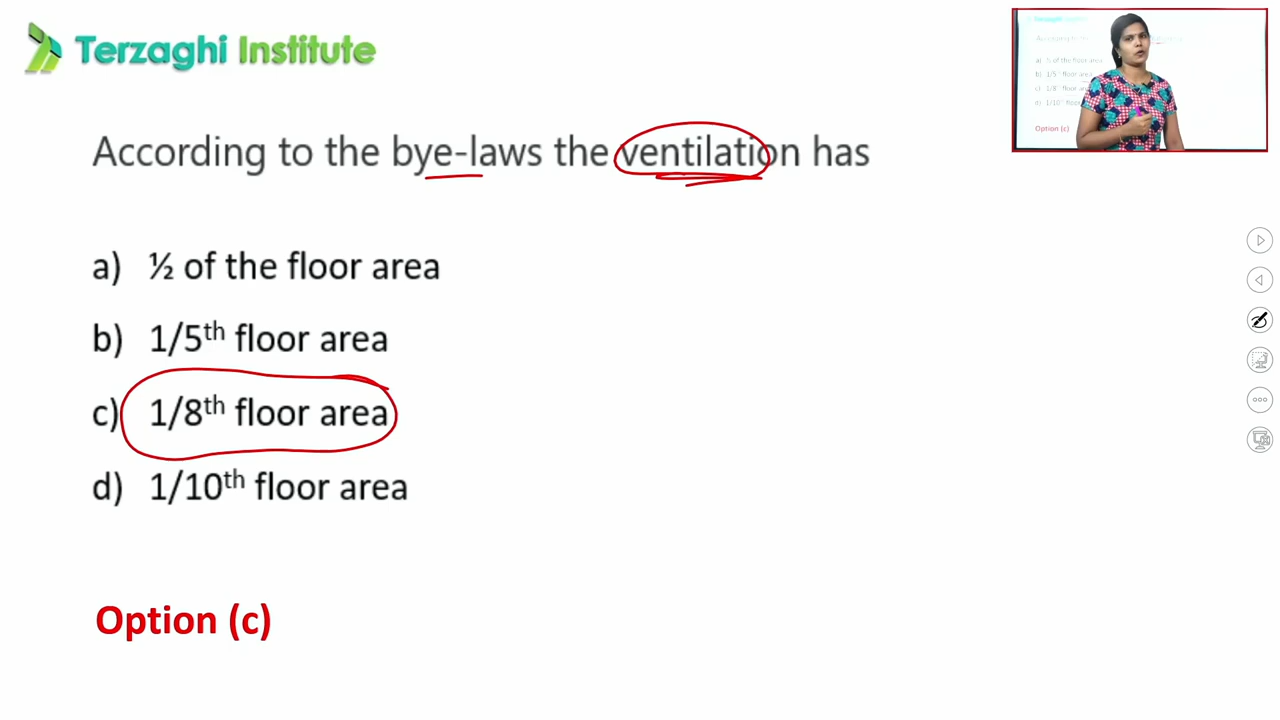 Terzaghi Institute
According to the bye-laws the ventilation has
a) ½ of the floor area
b) 1/5th floor area
c) 1/8th floor area
d) 1/10th floor area
Option (c)